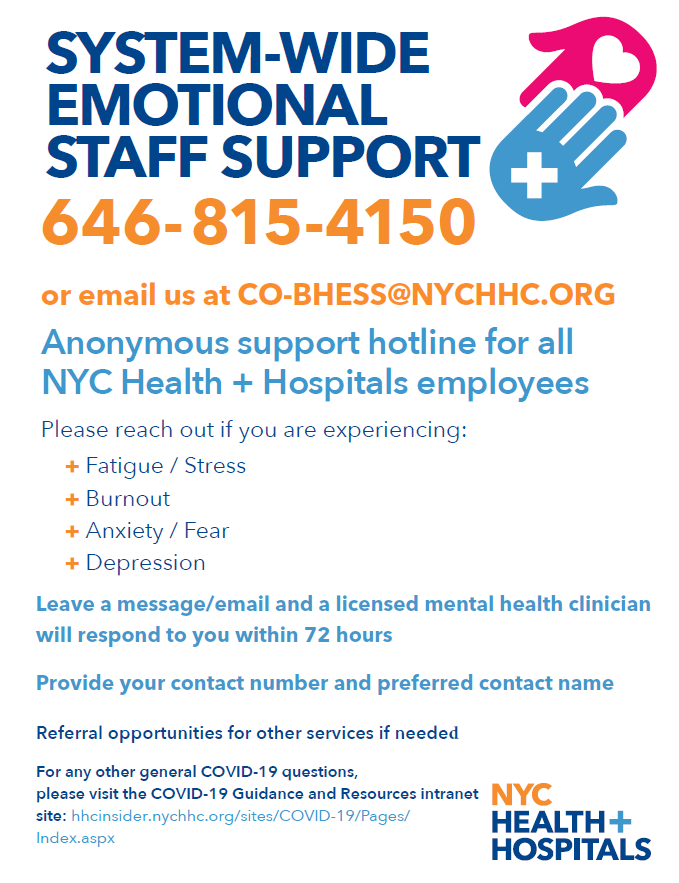 SYSTEM-WIDE
EMOTIONAL
STAFF SUPPORT
646-815-4150
or email us at CO-BHESS@NYCHHC.ORG
Anonymous support hotline for all
NYC Health + Hospitals employees
Please reach out if you are experiencing:
+ Fatigue / Stress
+ Burnout
+ Anxiety / Fear
+ Depression
Leave a message/email and a licensed mental health clinician
will respond to you within 72 hours
Provide your contact number and preferred contact name
Referral opportunities for other services if needed
For any other general COVID-19 questions,
please visit the COVID-19 Guidance and Resources intranet
site: hhcinsider.nychhc.org/sites/COVID-19/Pages/
Index.aspx
NYC
HEALTH+
HOSPITALS